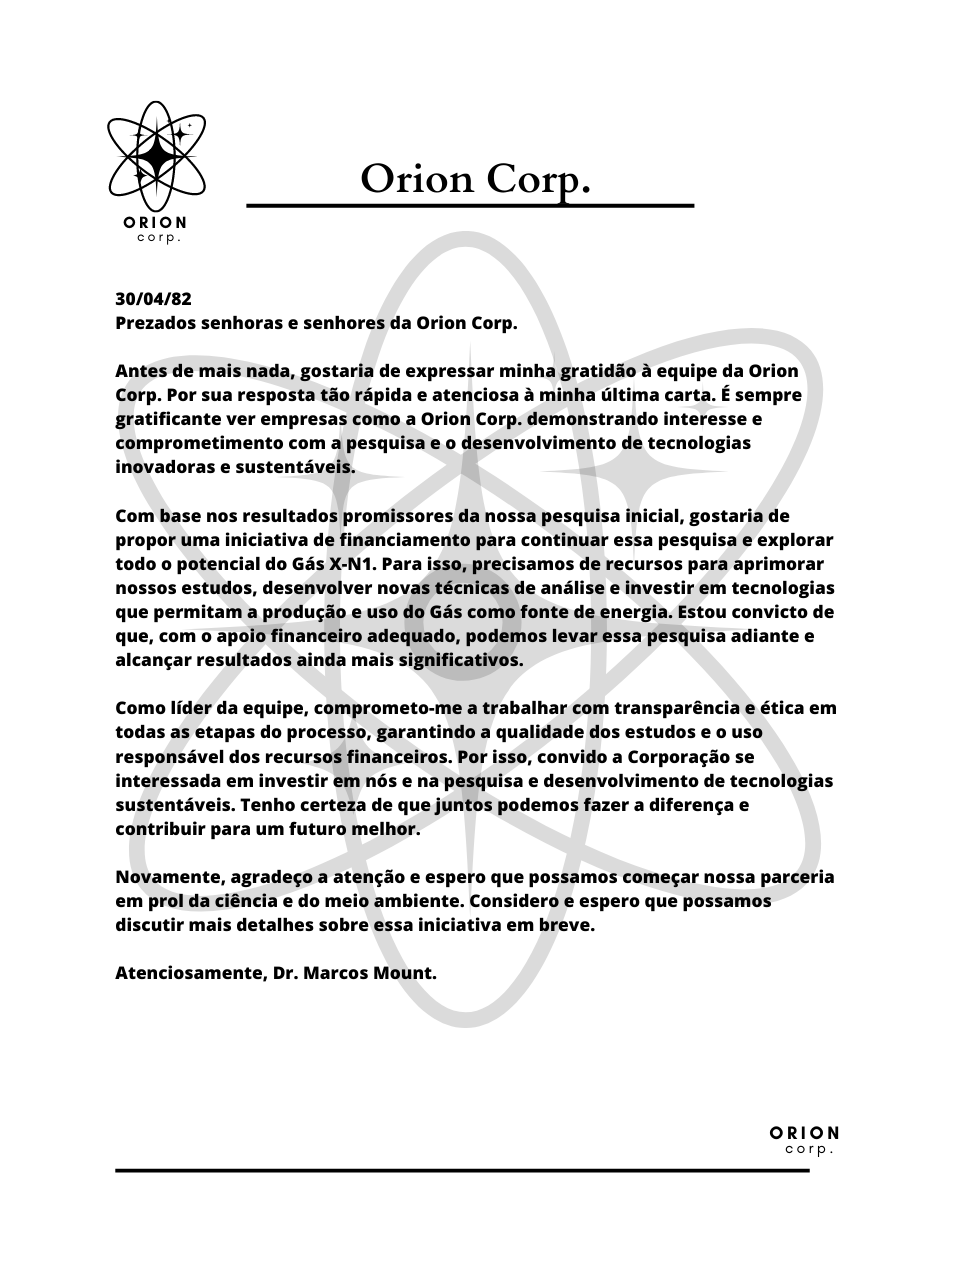 ORION
corp.
Orion Corp.
30/04/82
Prezados senhoras e senhores da Orion Corp.
Antes de mais nada, gostaria de expressar minha gratidão à equipe da Orion
Corp. Por sua resposta tão rápida e atenciosa à minha última carta. É sempre
gratificante ver empresas como a Orion Corp. demonstrando interesse e
comprometimento com a pesquisa e o desenvolvimento de tecnologias
inovadoras e sustentáveis.
Com base nos resultados promissores da nossa pesquisa inicial, gostaria de
propor uma iniciativa de financiamento para continuar essa pesquisa e explorar
todo o potencial do Gás X-N1. Para isso, precisamos de recursos para aprimorar
nossos estudos, desenvolver novas técnicas de análise e investir em tecnologias
que permitam a produção e uso do Gás como fonte de energia. Estou convicto de
que, com o apoio financeiro adequado, podemos levar essa pesquisa adiante e
alcançar resultados ainda mais significativos.
Como líder da equipe, comprometo-me a trabalhar com transparência e ética em
todas as etapas do processo, garantindo a qualidade dos estudos e o uso
responsável dos recursos financeiros. Por isso, convido a Corporação se
interessada em investir em nós e na pesquisa e desenvolvimento de tecnologias
sustentáveis. Tenho certeza de que juntos podemos fazer a diferença e
contribuir para um futuro melhor.
Novamente, agradeço a atenção e espero que possamos começar nossa parceria
em prol da ciência e do meio ambiente. Considero e espero que possamos
discutir mais detalhes sobre essa iniciativa em breve.
Atenciosamente, Dr. Marcos Mount.
ORION
corp.